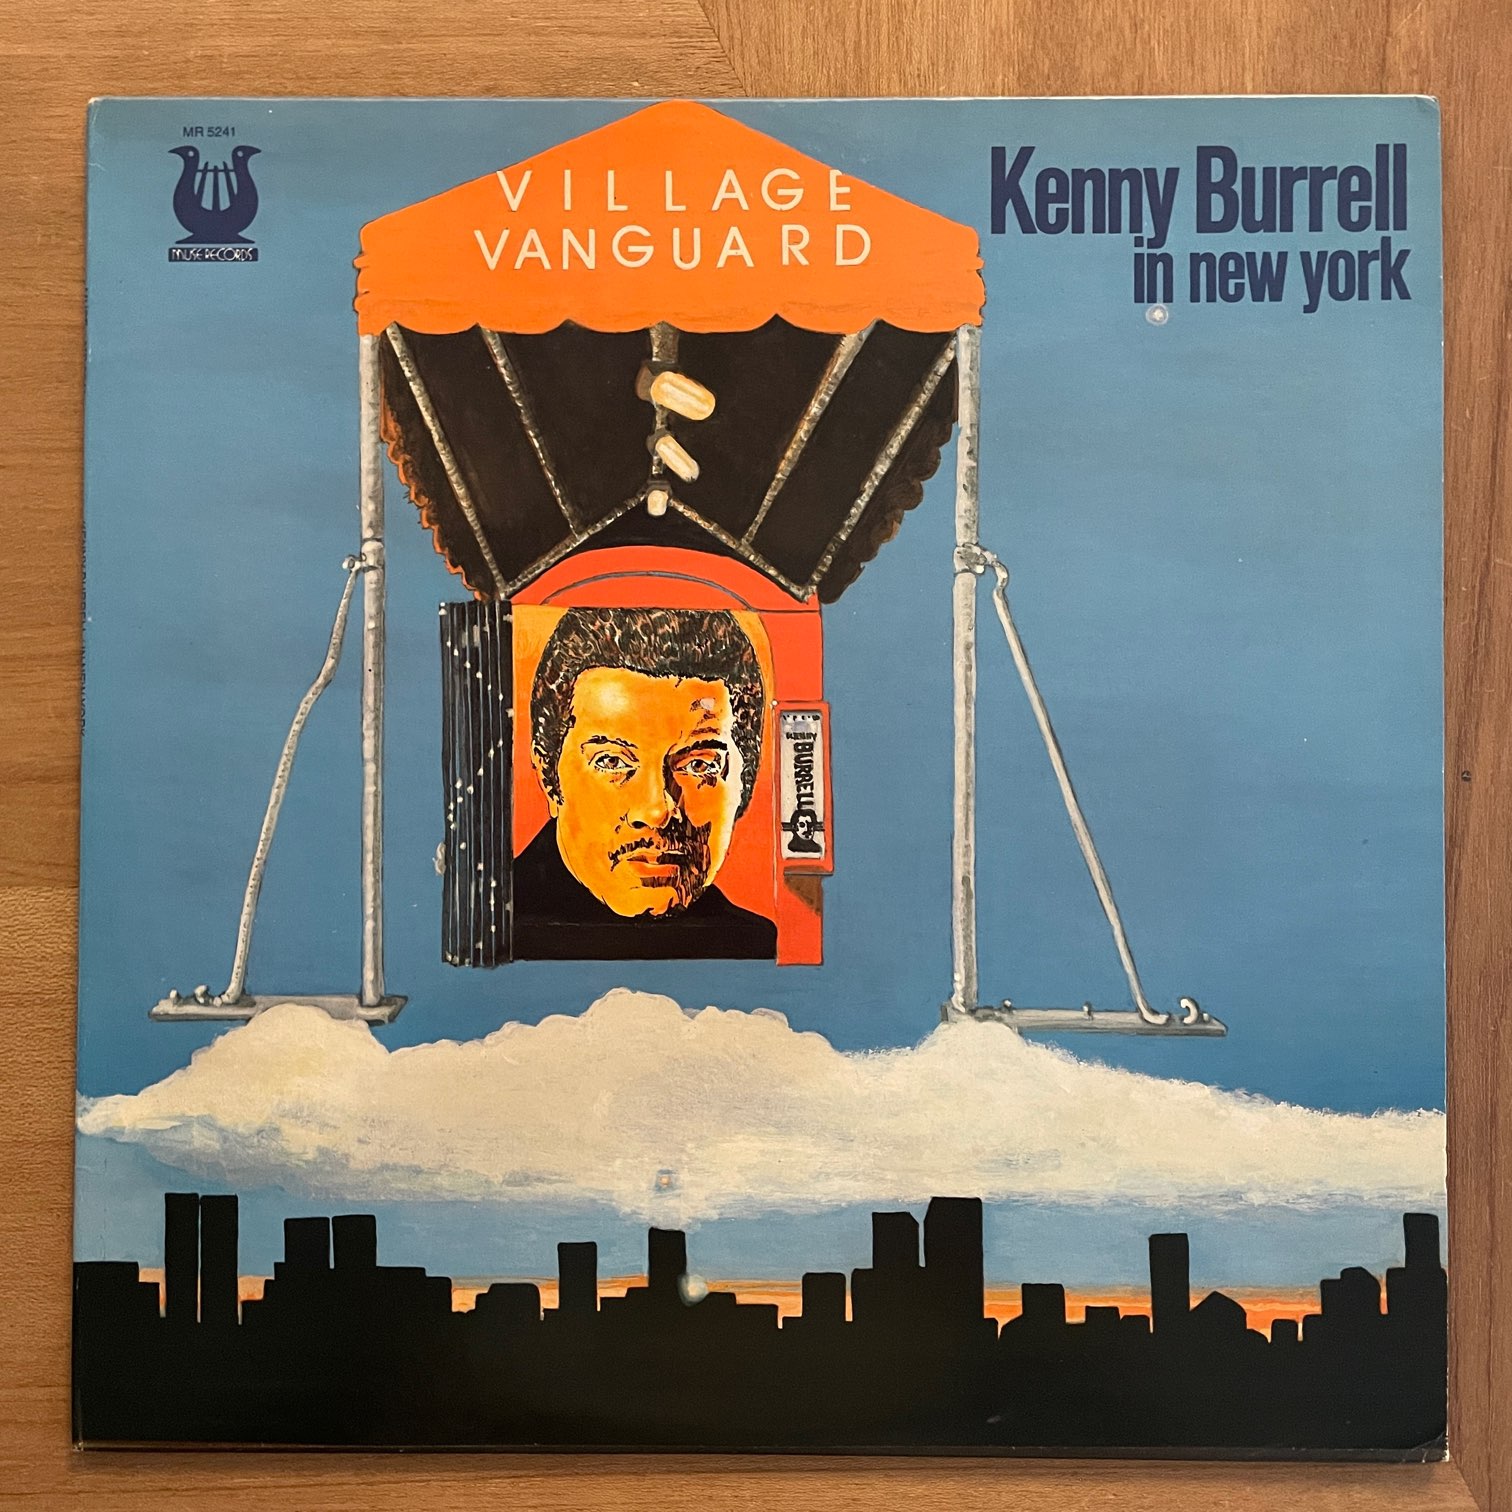 MR 5241
MUSE RECORDS
VILLAGE
VANGUARD
Kenny Burrell
in new york
BURRELL